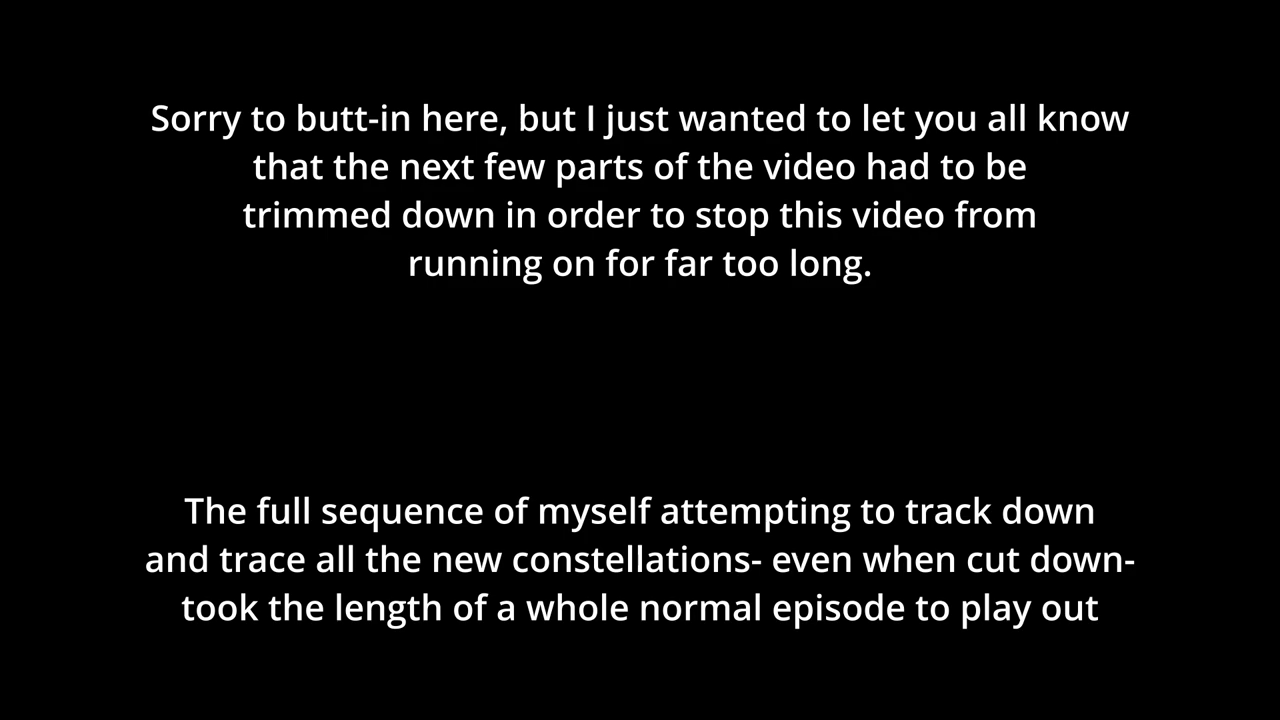 Sorry to butt-in here, but I just wanted to let you all know
that the next few parts of the video had to be
trimmed down in order to stop this video from
running on for far too long.
The full sequence of myself attempting to track down
and trace all the new constellations- even when cut down-
took the length of a whole normal episode to play out